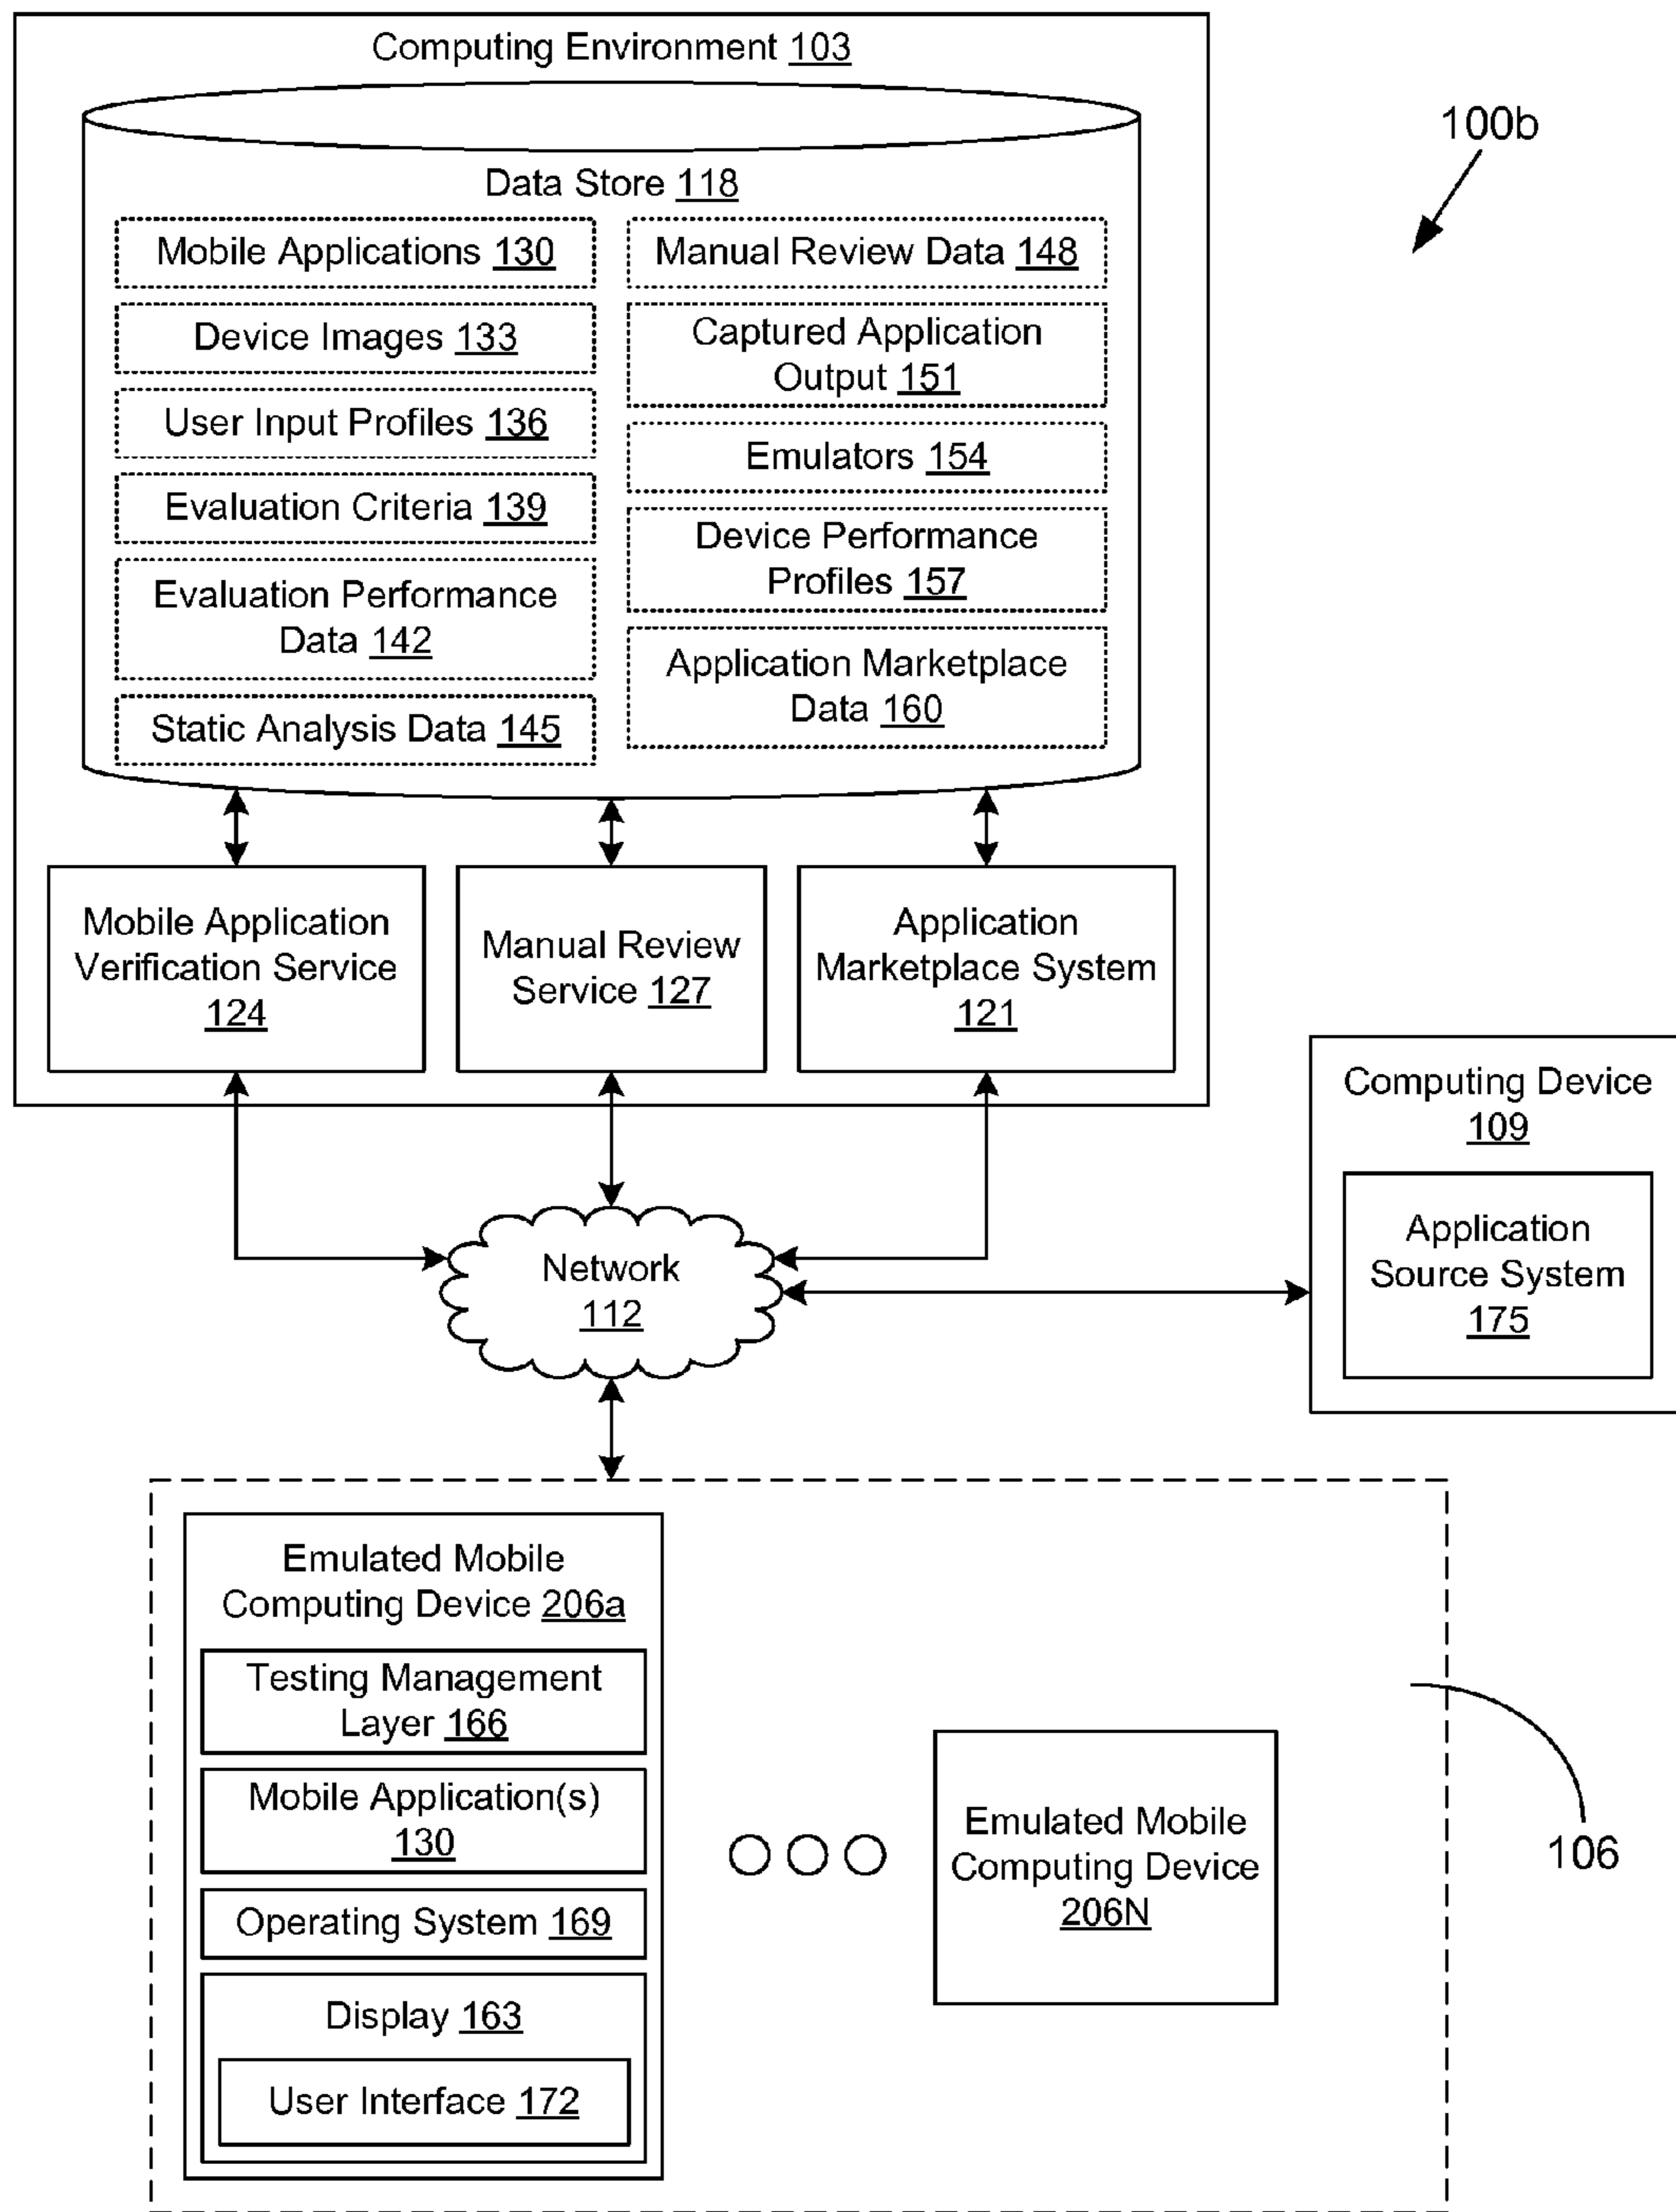 Computing Environment 103
100b
Data Store 118
Mobile Applications 130
Device Images 133
User Input Profiles 136
Evaluation Criteria 139
Evaluation Performance
Data 142
Static Analysis Data 145
Manual Review Data 148
Captured Application
Output 151
Emulators 154
Device Performance
Profiles 157
Application Marketplace
Data 160
Mobile Application
Verification Service
124
Manual Review
Service 127
Application
Marketplace System
121
Computing Device
109
Application
Source System
175
Network
112
Emulated Mobile
Computing Device 206a
Testing Management
Layer 166
Mobile Application(s)
130
Operating System 169
Display 163
User Interface 172
Emulated Mobile
Computing Device
206N
106